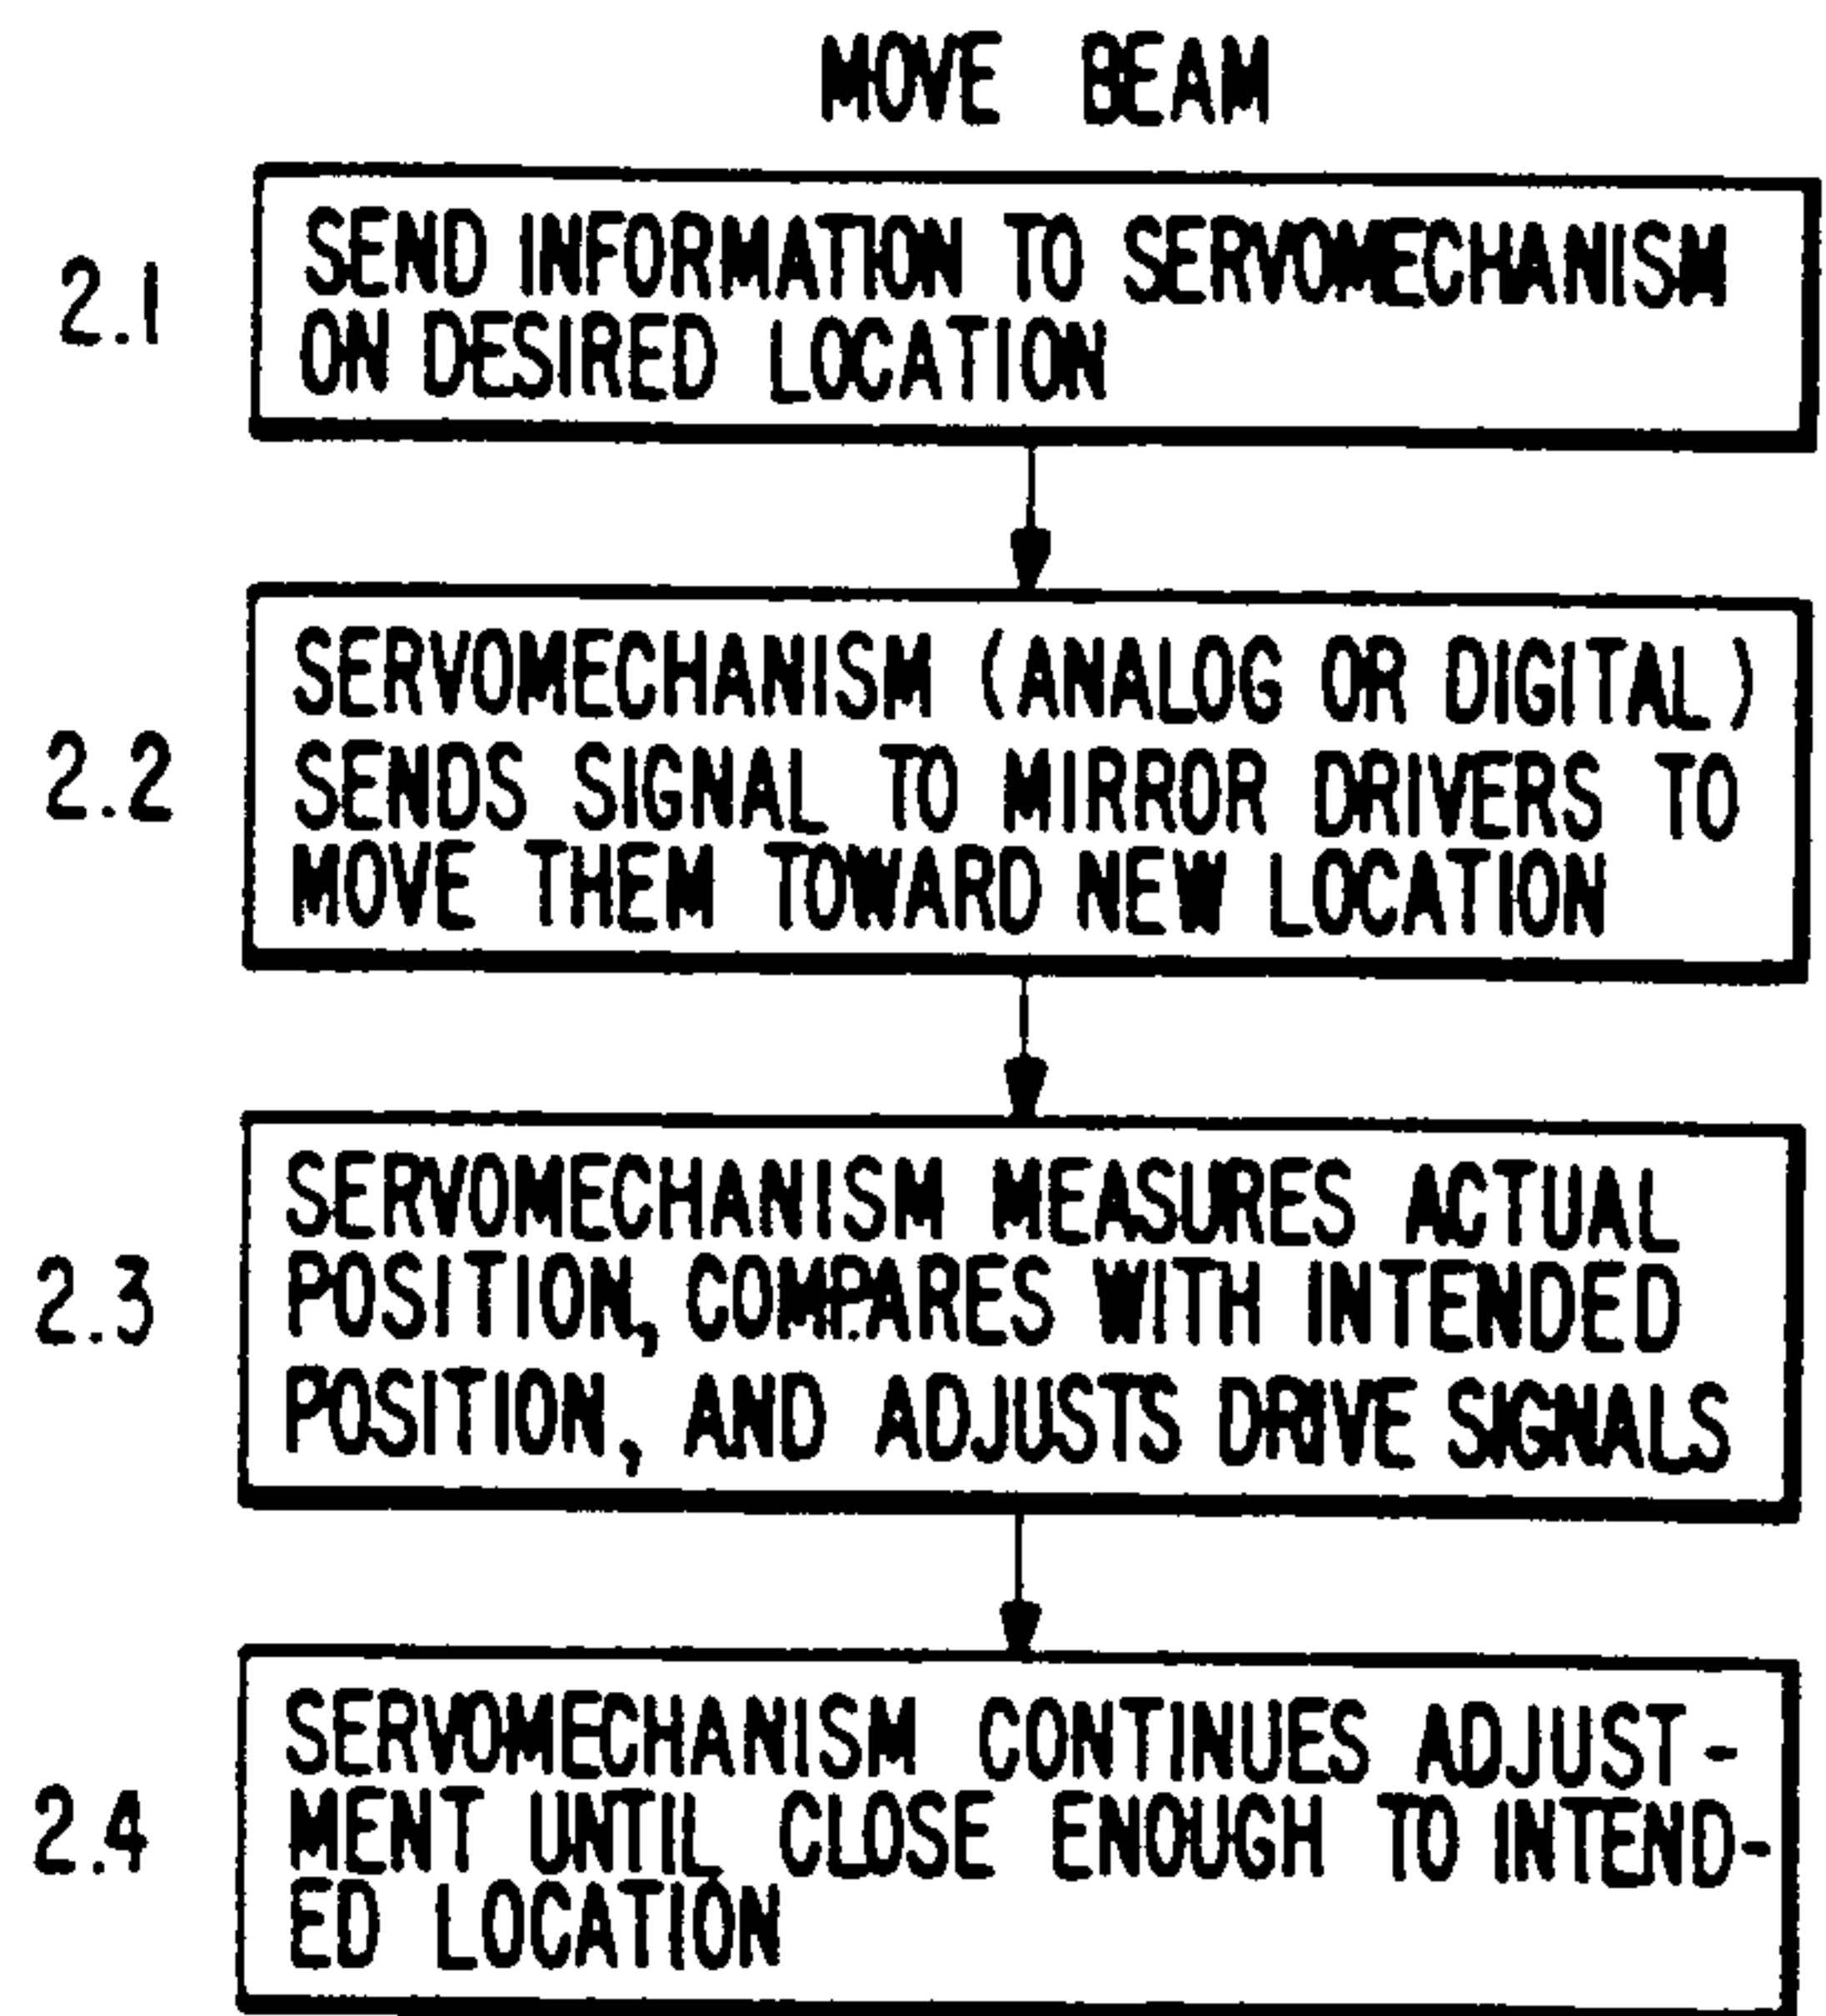 MOVE BEAM
2.1
SEND INFORMATION TO SERVOMECHANISM
ON DESIRED LOCATION
2.2
SERVOMECHANISM (ANALOG OR DIGITAL)
SENDS SIGNAL TO MIRROR DRIVERS TO
MOVE THEM TOWARD NEW LOCATION
2.3
SERVOMECHANISM MEASURES ACTUAL
POSITION, COMPARES WITH INTENDED
POSITION, AND ADJUSTS DRIVE SIGNALS
2.4
SERVOMECHANISM CONTINUES ADJUST-
MENT UNTIL CLOSE ENOUGH TO INTEND-
ED LOCATION